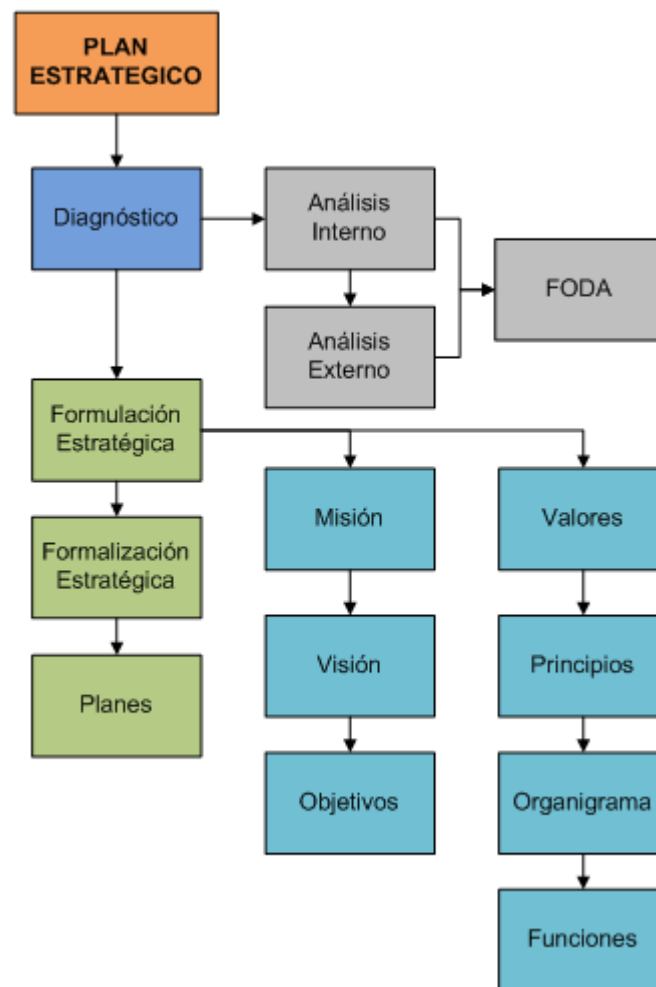 PLAN
ESTRATEGICO
Diagnóstico
Análisis
Interno
Análisis
Externo
FODA
Formulación
Estratégica
Formalización
Estratégica
Planes
Misión
Visión
Objetivos
Valores
Principios
Organigrama
Funciones